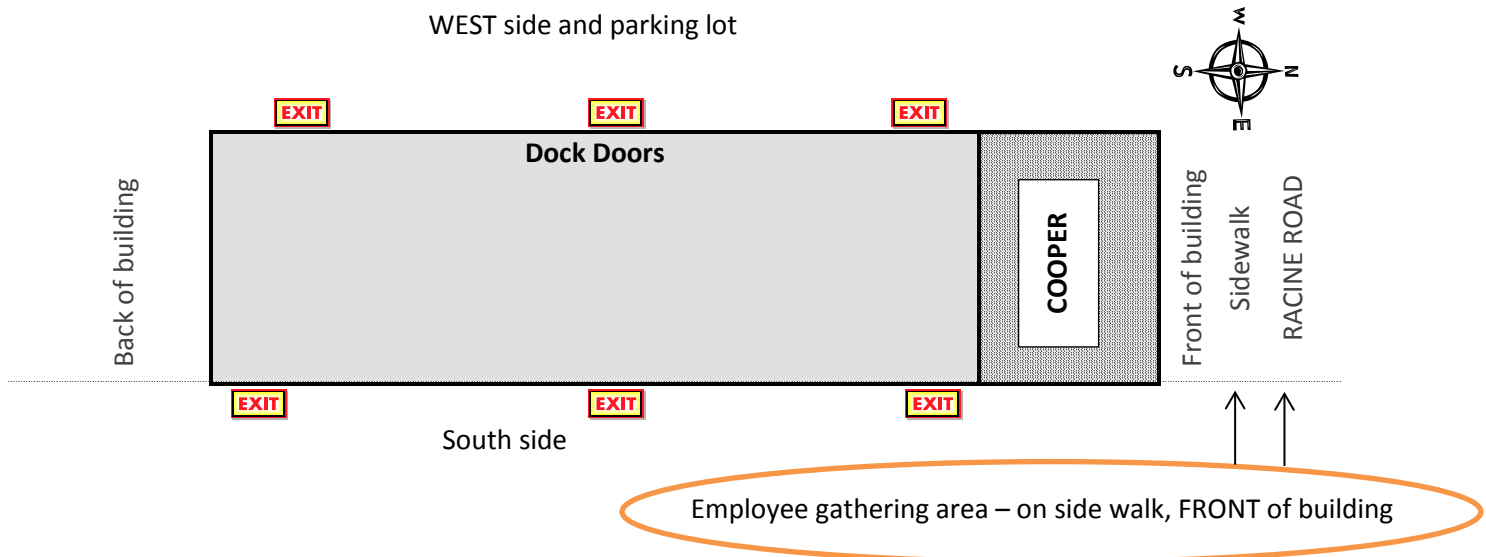 WEST side and parking lot
W
S
N
E
EXIT
EXIT
EXIT
Dock Doors
Back of building
COOPER
Front of building
Sidewalk
RACINE ROAD
EXIT
EXIT
EXIT
South side
Employee gathering area – on side walk, FRONT of building